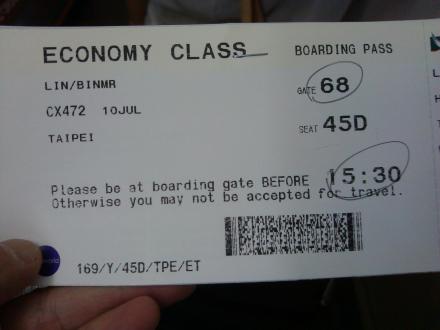 ECONOMY CLASS
BOARDING PASS
LIN/BINMR
GATE 68
CX472 10JUL
SEAT 45D
TAIPEI
Please be at boarding gate BEFORE 15:30
Otherwise you may not be accepted for travel.
169/Y/45D/TPE/ET